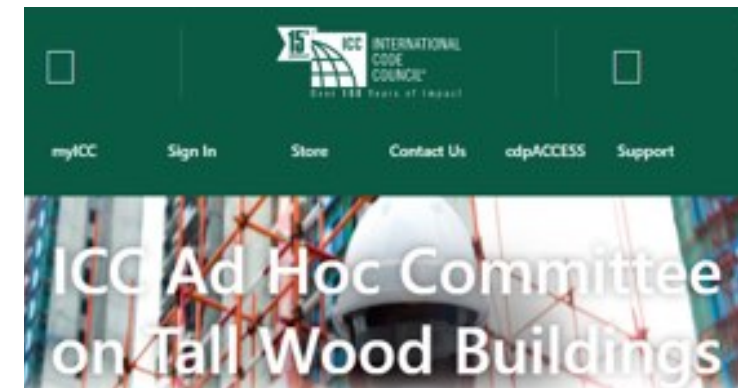 15
ICC INTERNATIONAL
CODE
COUNCIL®
Over 100 Years of Impact
myICC Sign In Store Contact Us cdpACCESS Support
ICC Ad Hoc Committee
on Tall Wood Buildings